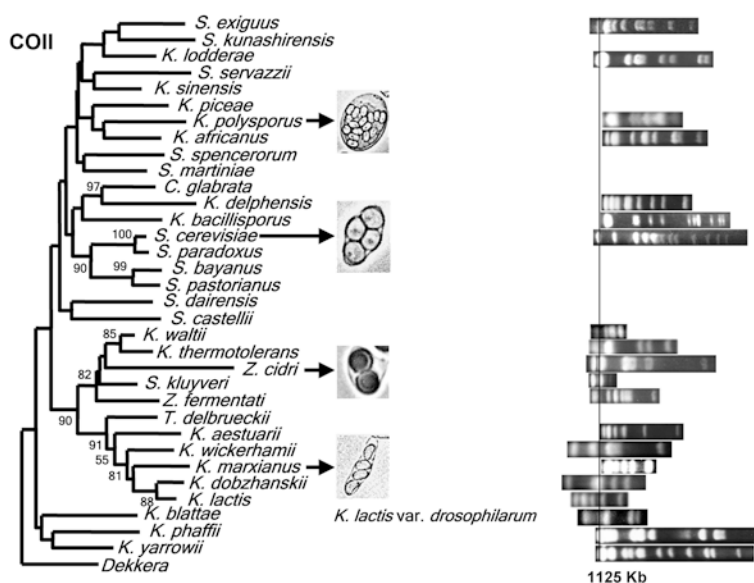 COII
S. exiguus
S. kunashirensis
K. lodderae
S. servazzii
K. sinensis
K. piceae
K. polysporus
K. africanus
S. spencerorum
S. martiniae
97 C. glabrata
K. delphensis
K. bacillisporus
100 S. cerevisiae
S. paradoxus
90 99 S. bayanus
S. pastorianus
S. dairensis
S. castellii
85 K. waltii
K. thermotolerans
Z. cidri
82 S. kluyveri
Z. fermentati
90 T. delbrueckii
91 K. aestuarii
55 K. wickerhamii
81 K. marxianus
K. dobzhanskii
88 K. lactis
K. blattae K. lactis var. drosophilarum
K. phaffii
K. yarrowii
Dekkera
1125 Kb